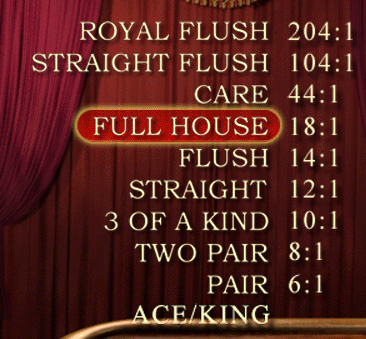 ROYAL FLUSH 204:1
STRAIGHT FLUSH 104:1
CARE 44:1
FULL HOUSE 18:1
FLUSH 14:1
STRAIGHT 12:1
3 OF A KIND 10:1
TWO PAIR 8:1
PAIR 6:1
ACE/KING